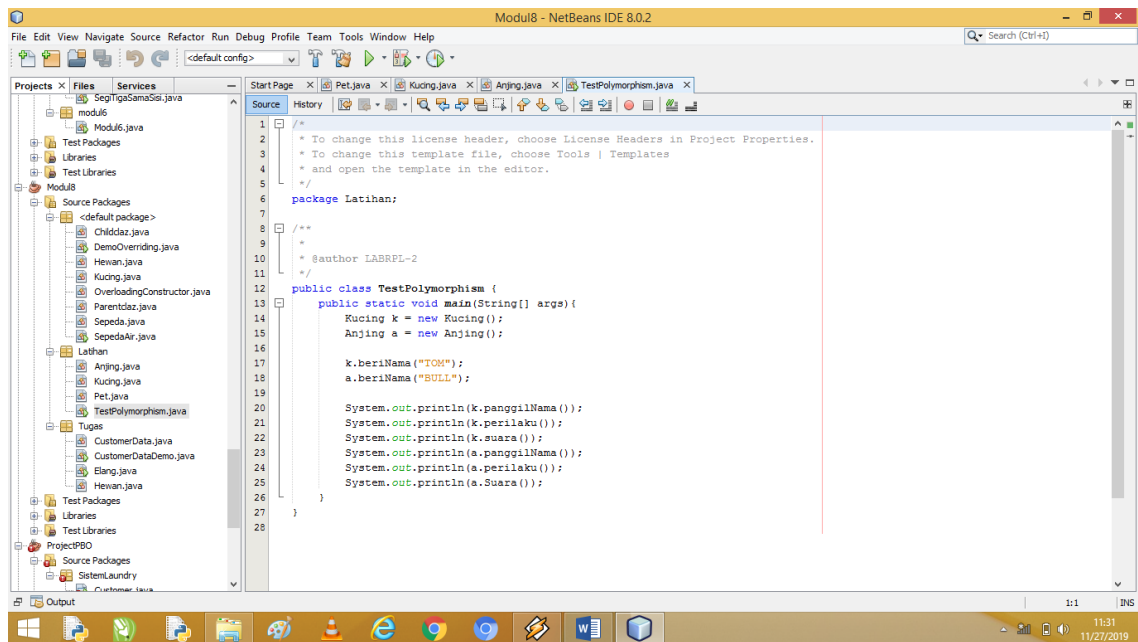 Modul8 - NetBeans IDE 8.0.2
File Edit View Navigate Source Refactor Run Debug Profile Team Tools Window Help
Search (Ctrl+I)
<default config>
Projects Files Services
Start Page Pet.java Kucing.java Anjing.java TestPolymorphism.java
Source History
SegiTigaSamaSisi.java
modul6
Modul6.java
Test Packages
Libraries
Test Libraries
Modul8
Source Packages
<default package>
Childclaz.java
DemoOverriding.java
Hewan.java
Kucing.java
OverloadingConstructor.java
Parentclaz.java
Sepeda.java
SepedaAir.java
Latihan
Anjing.java
Kucing.java
Pet.java
TestPolymorphism.java
Tugas
CustomerData.java
CustomerDataDemo.java
Elang.java
Hewan.java
Test Packages
Libraries
Test Libraries
ProjectPBO
Source Packages
SistemLaundry
Customer.java
1 /*
2 * To change this license header, choose License Headers in Project Properties.
3 * To change this template file, choose Tools | Templates
4 * and open the template in the editor.
5 */
6 package Latihan;
7
8 /**
9 *
10 * @author LABRPL-2
11 */
12 public class TestPolymorphism {
13 public static void main(String[] args){
14 Kucing k = new Kucing();
15 Anjing a = new Anjing();
16
17 k.beriNama("TOM");
18 a.beriNama("BULL");
19
20 System.out.println(k.panggilNama());
21 System.out.println(k.perilaku());
22 System.out.println(k.suara());
23 System.out.println(a.panggilNama());
24 System.out.println(a.perilaku());
25 System.out.println(a.Suara());
26 }
27 }
28
Output
1:1 INS
11:31
11/27/2019